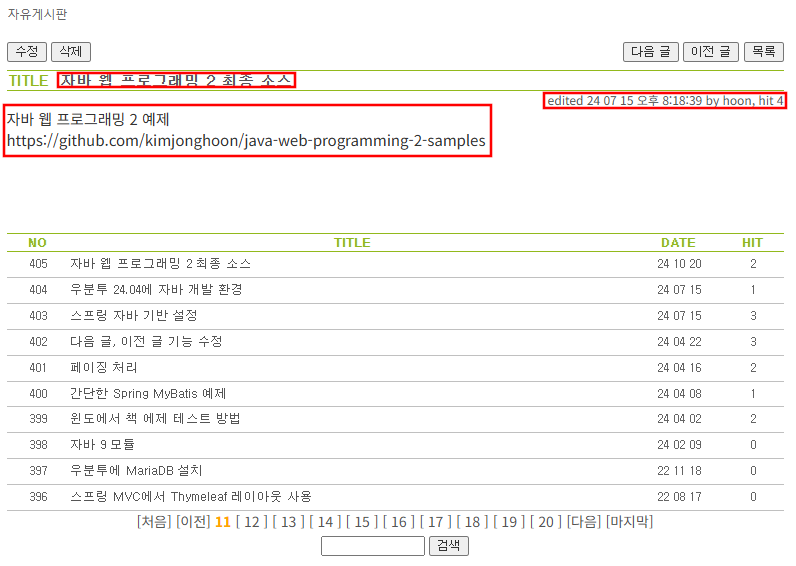 자유게시판
수정 삭제 다음 글 이전 글 목록
TITLE 자바 웹 프로그래밍 2 최종 소스
edited 24 07 15 오후 8:18:39 by hoon, hit 4
자바 웹 프로그래밍 2 예제
https://github.com/kimjonghoon/java-web-programming-2-samples
NO TITLE DATE HIT
405 자바 웹 프로그래밍 2 최종 소스 24 10 20 2
404 우분투 24.04에 자바 개발 환경 24 07 15 1
403 스프링 자바 기반 설정 24 07 15 3
402 다음 글, 이전 글 기능 수정 24 04 22 3
401 페이징 처리 24 04 16 2
400 간단한 Spring MyBatis 예제 24 04 08 1
399 윈도에서 책 에제 테스트 방법 24 04 02 2
398 자바 9 모듈 24 02 09 0
397 우분투에 MariaDB 설치 22 11 18 0
396 스프링 MVC에서 Thymeleaf 레이아웃 사용 22 08 17 0
[처음] [이전] 11 [ 12 ] [ 13 ] [ 14 ] [ 15 ] [ 16 ] [ 17 ] [ 18 ] [ 19 ] [ 20 ] [다음] [마지막]
검색